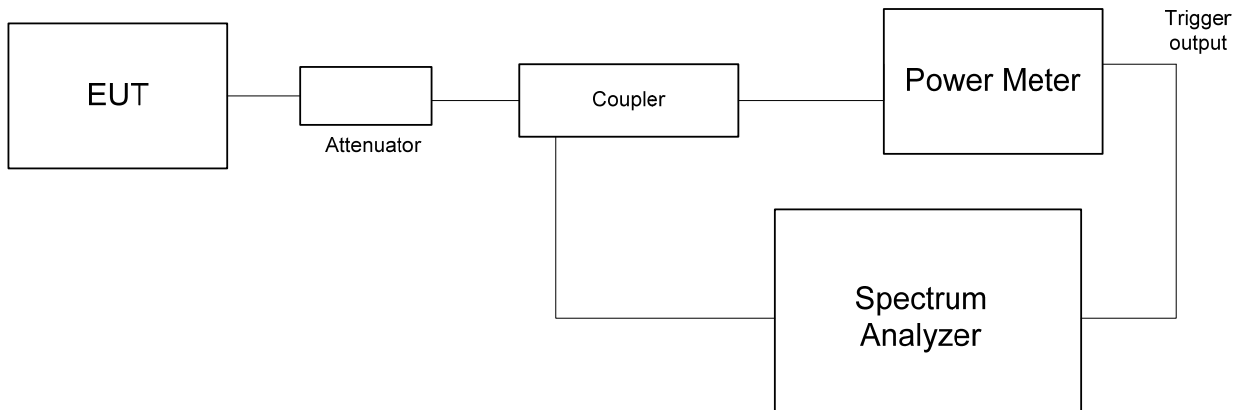 EUT
Attenuator
Coupler
Power Meter
Trigger
output
Spectrum
Analyzer